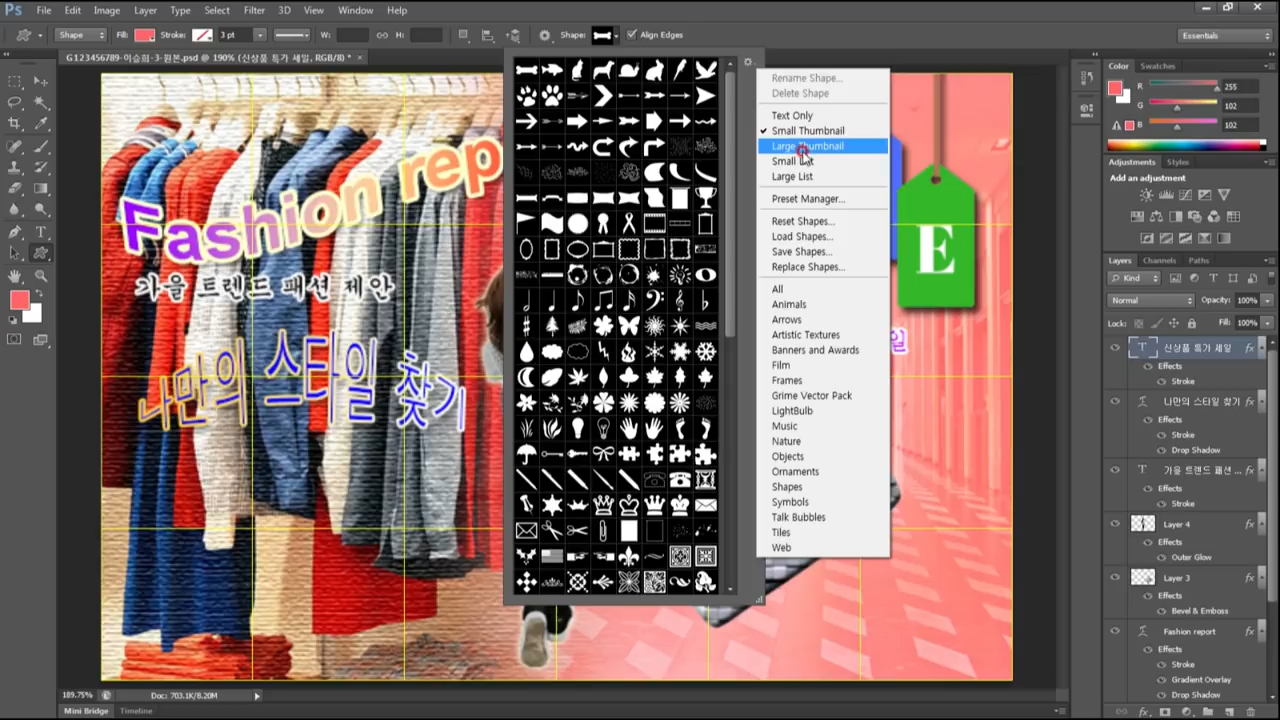 Ps File Edit Image Layer Type Select Filter 3D View Window Help
Shape Fill: Stroke: 3 pt W: H: Shape: Align Edges Essentials
G123456789-이승희-3-원본.psd @ 190% (신상품 특가 세일, RGB/8) * ×
Color Swatches
R 255
G 102
B 102
Adjustments Styles
Add an adjustment
Layers Channels Paths
Kind
Normal Opacity: 100%
Lock: Fill: 100%
T 신상품 특가 세일 fx
Effects
Stroke
나만의 스타일 찾기 fx
Effects
Stroke
Drop Shadow
T 가을 트렌드 패션 ... fx
Effects
Stroke
Layer 4 fx
Effects
Outer Glow
Layer 3 fx
Effects
Bevel & Emboss
Fashion report fx
Effects
Stroke
Gradient Overlay
Drop Shadow
Rename Shape...
Delete Shape
Text Only
Small Thumbnail
Large Thumbnail
Small List
Large List
Preset Manager...
Reset Shapes...
Load Shapes...
Save Shapes...
Replace Shapes...
All
Animals
Arrows
Artistic Textures
Banners and Awards
Film
Frames
Grime Vector Pack
LightBulb
Music
Nature
Objects
Ornaments
Shapes
Symbols
Talk Bubbles
Tiles
Web
Fashion rep
가을 트렌드 패션 제안
나만의 스타일 찾기
E
일
189.75% Doc: 703.1K/8.20M
Mini Bridge Timeline